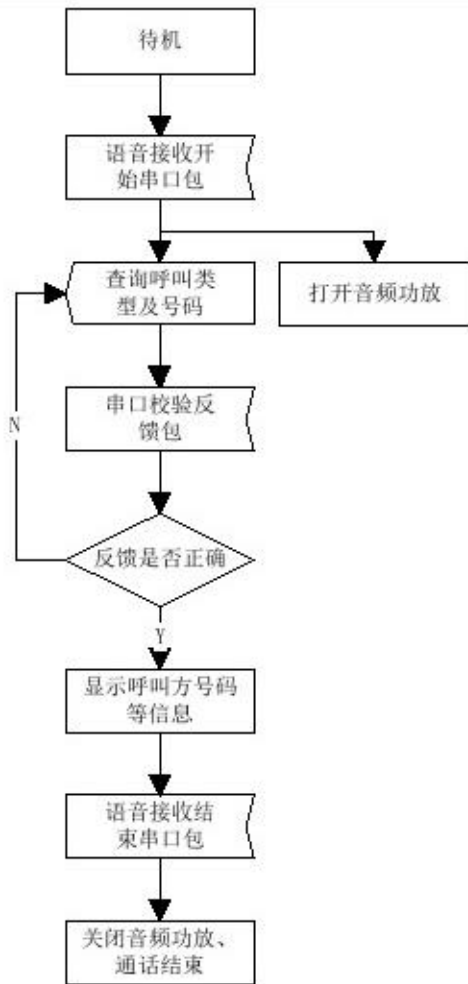 待机
语音接收开
始串口包
查询呼叫类
型及号码
打开音频功放
串口校验反
馈包
N
反馈是否正确
Y
显示呼叫方号码
等信息
语音接收结
束串口包
关闭音频功放、
通话结束